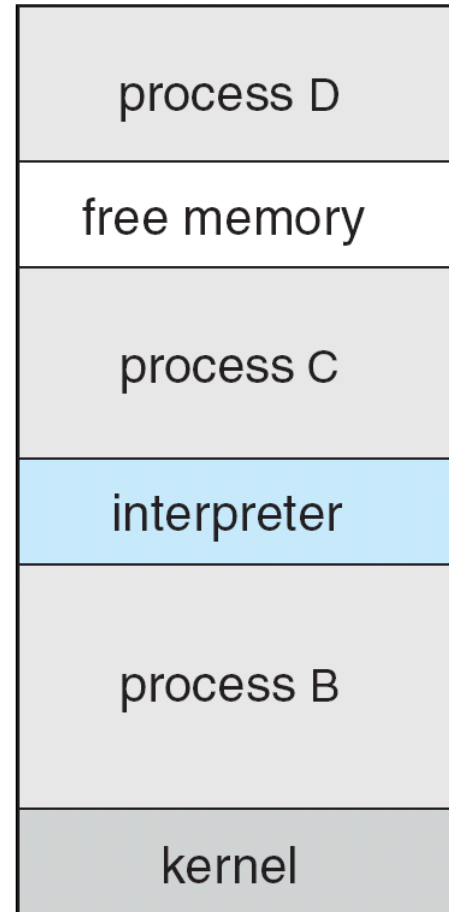 process D
free memory
process C
interpreter
process B
kernel